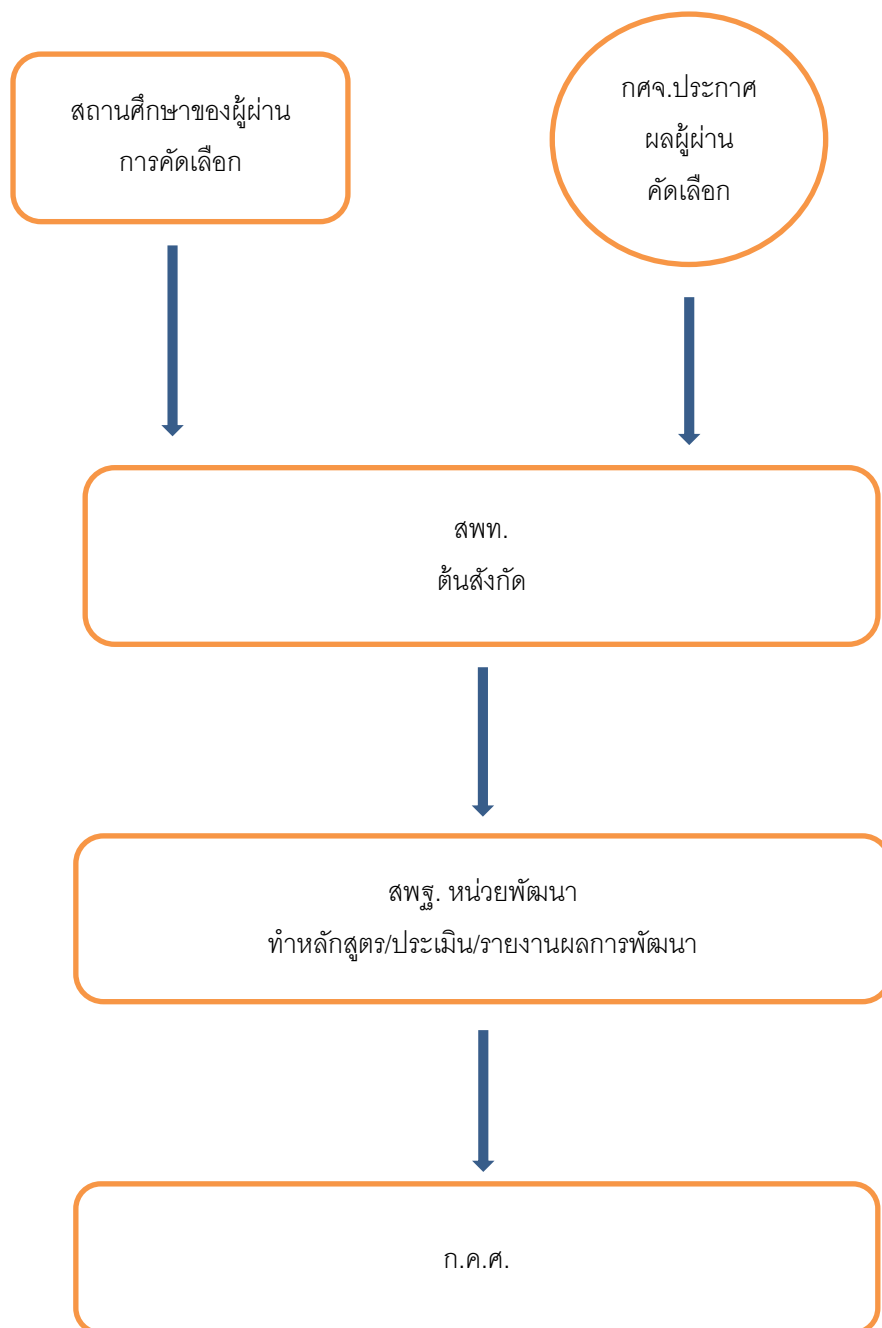 สถานศึกษาของผู้ผ่าน
การคัดเลือก
กศจ.ประกาศ
ผลผู้ผ่าน
คัดเลือก
สพท.
ต้นสังกัด
สพฐ. หน่วยพัฒนา
ทำหลักสูตร/ประเมิน/รายงานผลการพัฒนา
ก.ค.ศ.